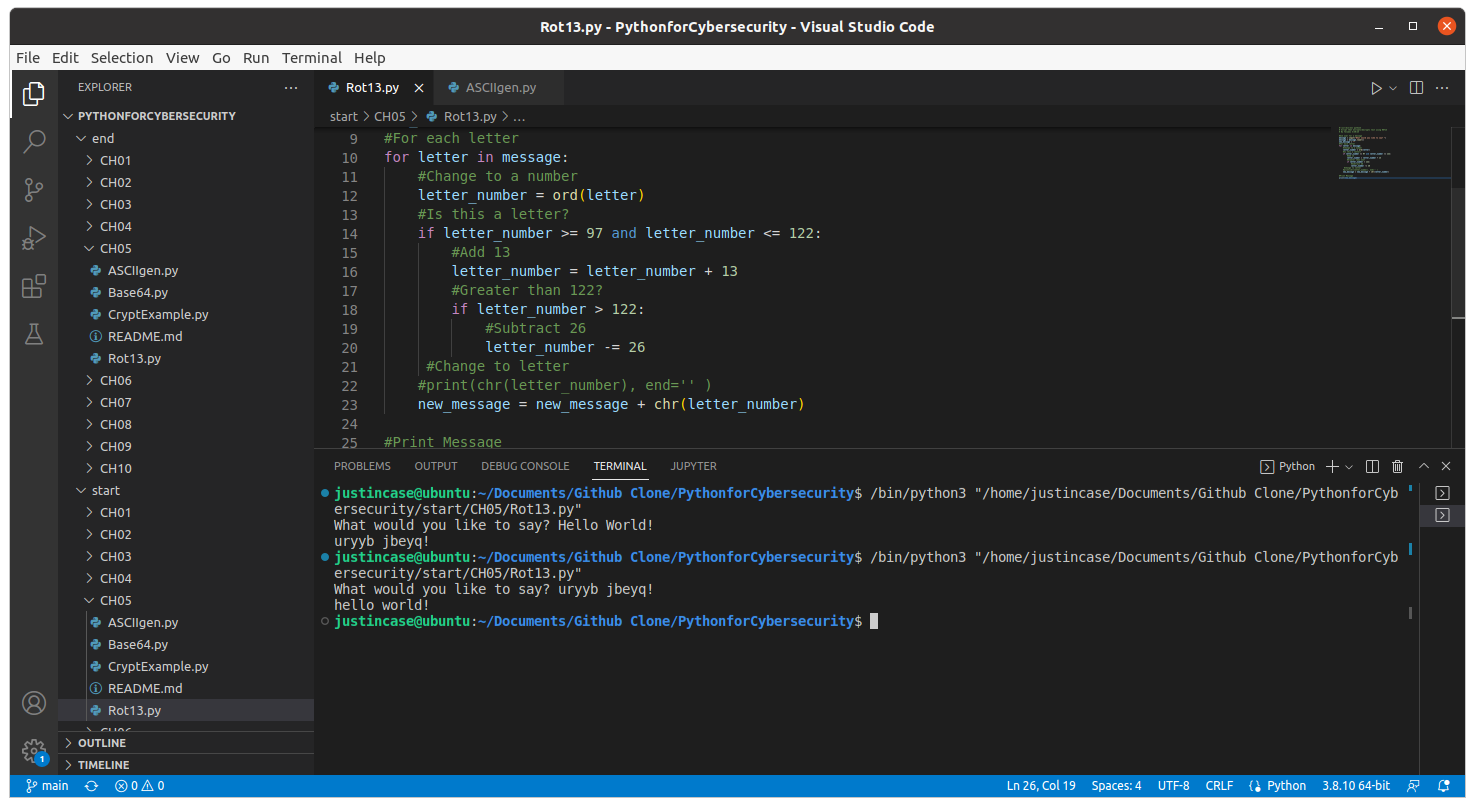 Rot13.py - PythonforCybersecurity - Visual Studio Code
File Edit Selection View Go Run Terminal Help
EXPLORER
PYTHONFORCYBERSECURITY
end
CH01
CH02
CH03
CH04
CH05
ASCIIgen.py
Base64.py
CryptExample.py
README.md
Rot13.py
CH06
CH07
CH08
CH09
CH10
start
CH01
CH02
CH03
CH04
CH05
ASCIIgen.py
Base64.py
CryptExample.py
README.md
Rot13.py
CH06
OUTLINE
TIMELINE
Rot13.py ASCIIgen.py
start > CH05 > Rot13.py > ...
9 #For each letter
10 for letter in message:
11 #Change to a number
12 letter_number = ord(letter)
13 #Is this a letter?
14 if letter_number >= 97 and letter_number <= 122:
15 #Add 13
16 letter_number = letter_number + 13
17 #Greater than 122?
18 if letter_number > 122:
19 #Subtract 26
20 letter_number -= 26
21 #Change to letter
22 #print(chr(letter_number), end='' )
23 new_message = new_message + chr(letter_number)
24
25 #Print Message
PROBLEMS OUTPUT DEBUG CONSOLE TERMINAL JUPYTER Python
justincase@ubuntu:~/Documents/Github Clone/PythonforCybersecurity$ /bin/python3 "/home/justincase/Documents/Github Clone/PythonforCyb
ersecurity/start/CH05/Rot13.py"
What would you like to say? Hello World!
uryyb jbeyq!
justincase@ubuntu:~/Documents/Github Clone/PythonforCybersecurity$ /bin/python3 "/home/justincase/Documents/Github Clone/PythonforCyb
ersecurity/start/CH05/Rot13.py"
What would you like to say? uryyb jbeyq!
hello world!
justincase@ubuntu:~/Documents/Github Clone/PythonforCybersecurity$
1
main 0 0 Ln 26, Col 19 Spaces: 4 UTF-8 CRLF Python 3.8.10 64-bit